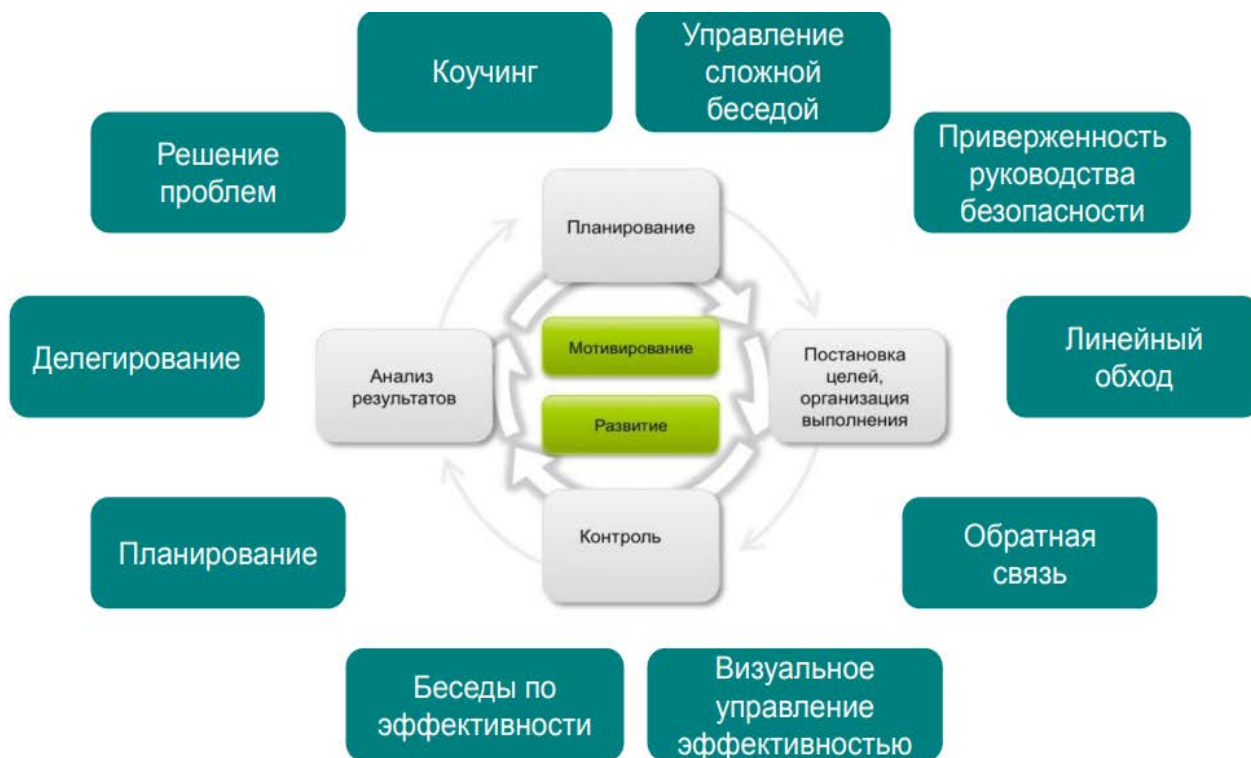 Коучинг
Управление
сложной
беседой
Решение
проблем
Приверженность
руководства
безопасности
Планирование
Делегирование
Анализ
результатов
Мотивирование
Развитие
Постановка
целей,
организация
выполнения
Линейный
обход
Планирование
Контроль
Обратная
связь
Беседы по
эффективности
Визуальное
управление
эффективностью